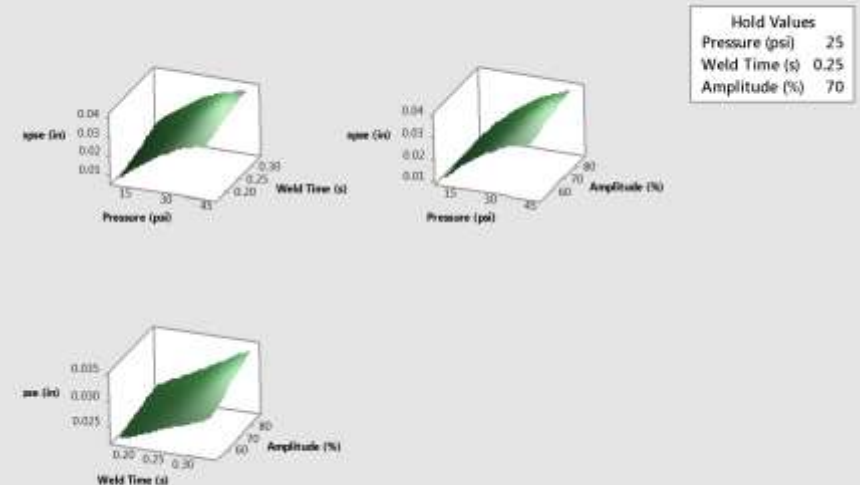 Hold Values
Pressure (psi) 25
Weld Time (s) 0.25
Amplitude (%) 70
0.04
0.03
0.02
0.01
(in)
15
30
45
Pressure (psi)
0.20
0.25
0.30
Weld Time (s)
0.04
0.03
0.02
0.01
(in)
15
30
45
Pressure (psi)
60
70
80
Amplitude (%)
0.035
0.030
0.025
(in)
0.20
0.25
0.30
Weld Time (s)
60
70
80
Amplitude (%)